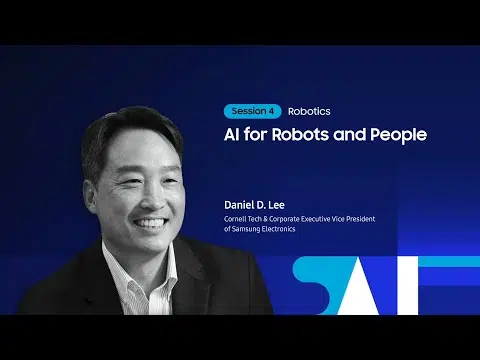 Session 4 Robotics
AI for Robots and People
Daniel D. Lee
Cornell Tech & Corporate Executive Vice President
of Samsung Electronics
AI